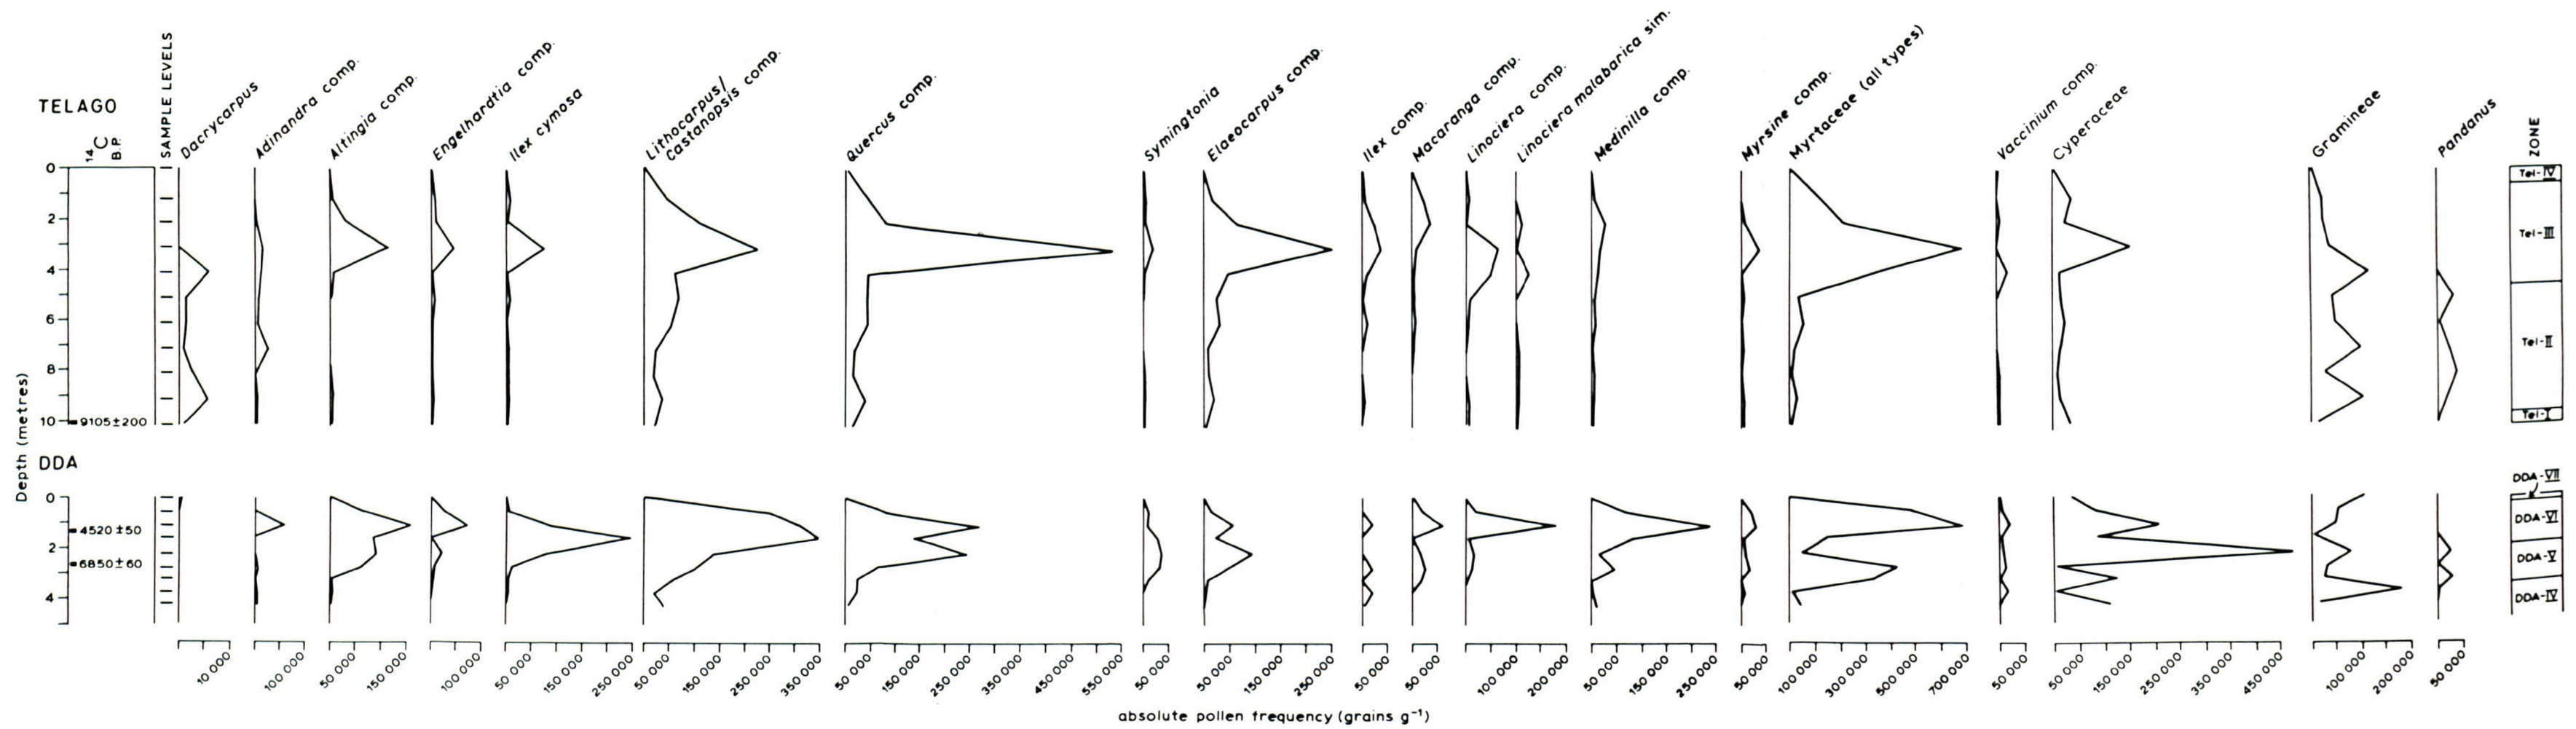 TELAGO
14C B.P.
SAMPLE LEVELS
Dacrycarpus
Adinandra comp.
Altingia comp.
Engelhardtia comp.
Ilex cymosa
Lithocarpus/
Castanopsis comp.
Quercus comp.
Symingtonia
Elaeocarpus comp.
Ilex comp.
Macaranga comp.
Linociera comp.
Linociera malabarica sim.
Medinilla comp.
Myrsine comp.
Myrtaceae (all types)
Vaccinium comp.
Cyperaceae
Gramineae
Pandanus
ZONE
0
2
4
6
8
10
9105±200
Tel-IV
Tel-III
Tel-II
Tel-I
Depth (metres)
DDA
0
2
4
4520±50
6850±60
DDA-VII
DDA-VI
DDA-V
DDA-IV
10 000
100 000
50 000
150 000
100 000
50 000
150 000
250 000
50 000
150 000
250 000
350 000
50 000
150 000
250 000
350 000
450 000
550 000
50 000
50 000
150 000
250 000
50 000
50 000
100 000
200 000
50 000
150 000
250 000
50 000
100 000
300 000
500 000
700 000
50 000
50 000
150 000
250 000
350 000
450 000
100 000
200 000
50 000
absolute pollen frequency (grains g⁻¹)